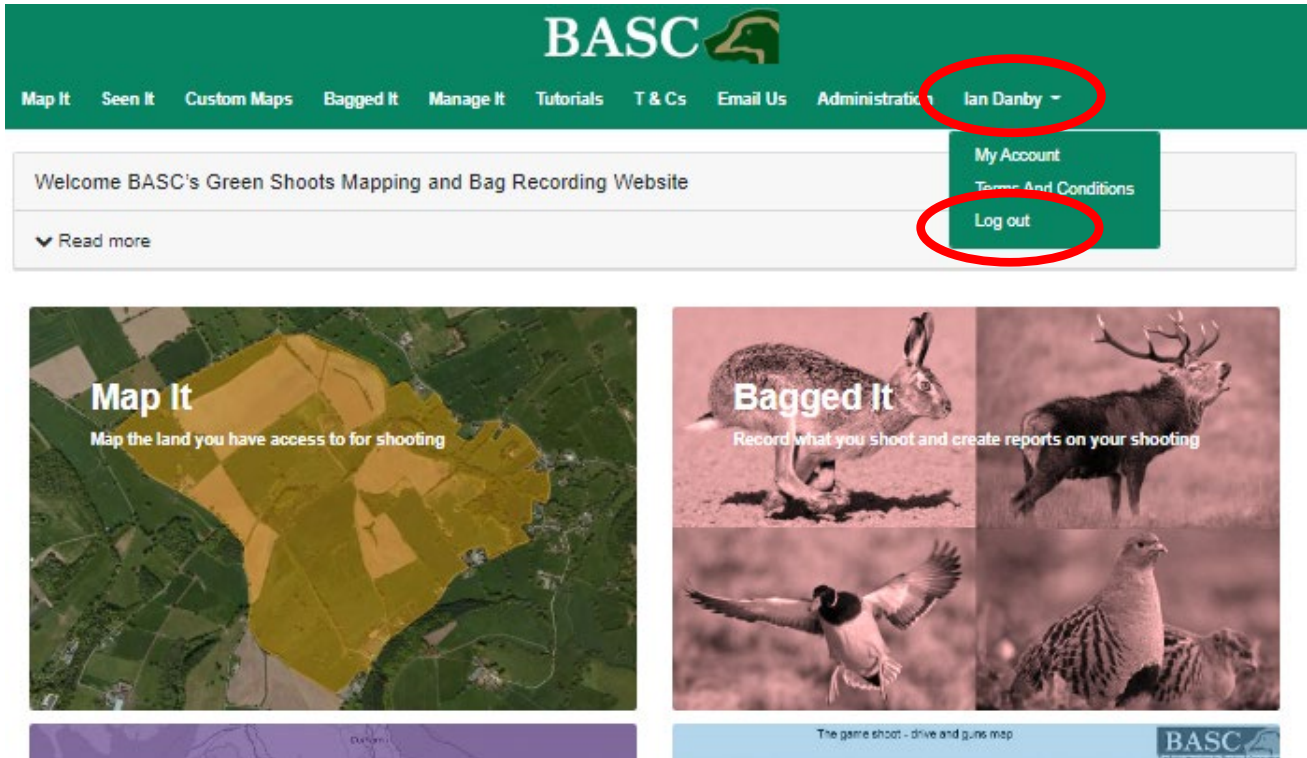 BASC
Map It Seen It Custom Maps Bagged It Manage It Tutorials T & Cs Email Us Administration Ian Danby
My Account
Terms And Conditions
Log out
Welcome BASC's Green Shoots Mapping and Bag Recording Website
Read more
Map It
Map the land you have access to for shooting
Bagged It
Record what you shoot and create reports on your shooting
The game shoot - drive and guns map
BASC